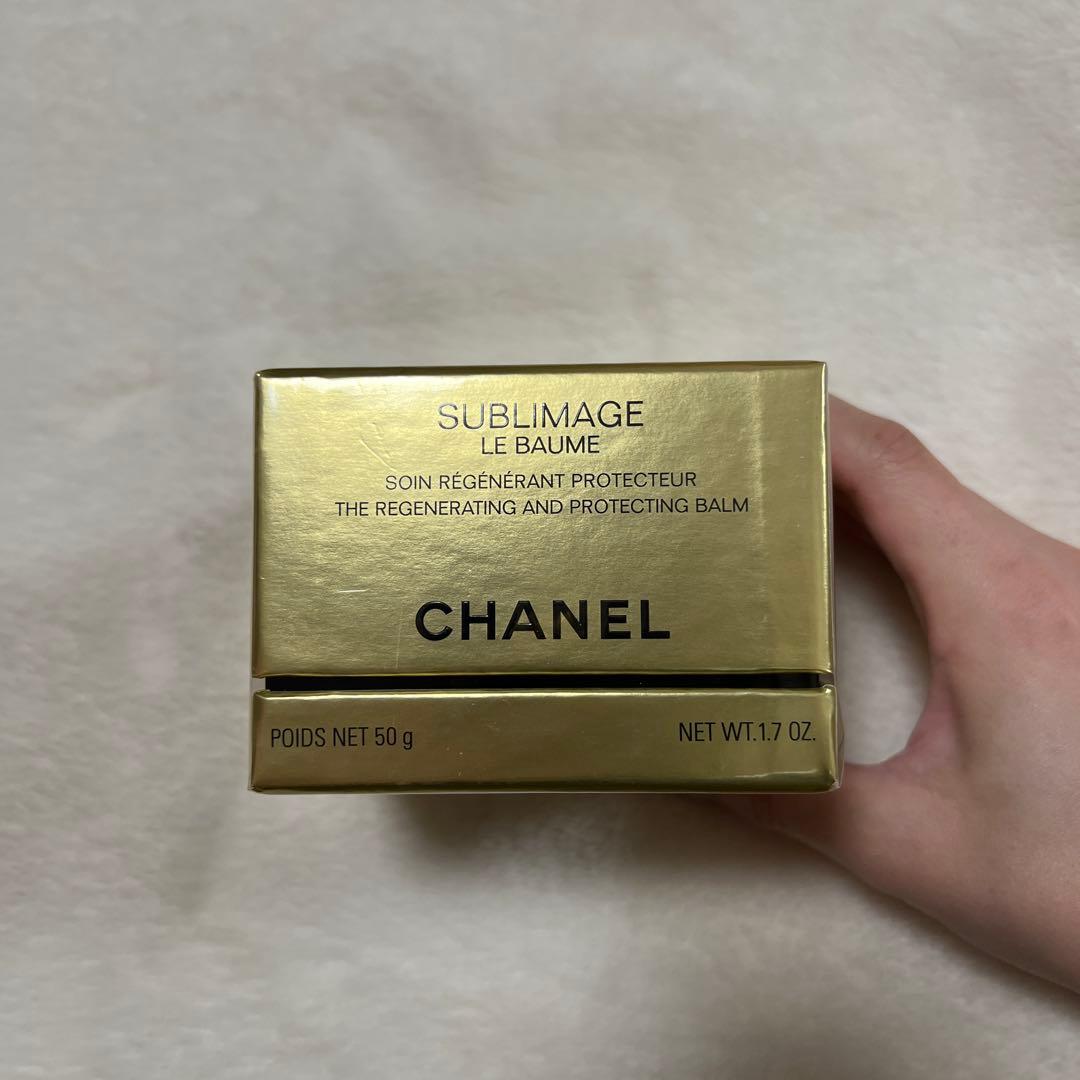 SUBLIMAGE
LE BAUME
SOIN RÉGÉNÉRANT PROTECTEUR
THE REGENERATING AND PROTECTING BALM
CHANEL
POIDS NET 50 g NET WT.1.7 OZ.